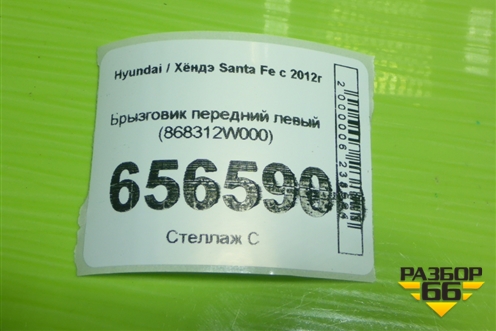 Hyundai / Хёндэ Santa Fe с 2012г
Брызговик передний левый
(868312W000)
656590
Стеллаж С
РАЗБОР
66